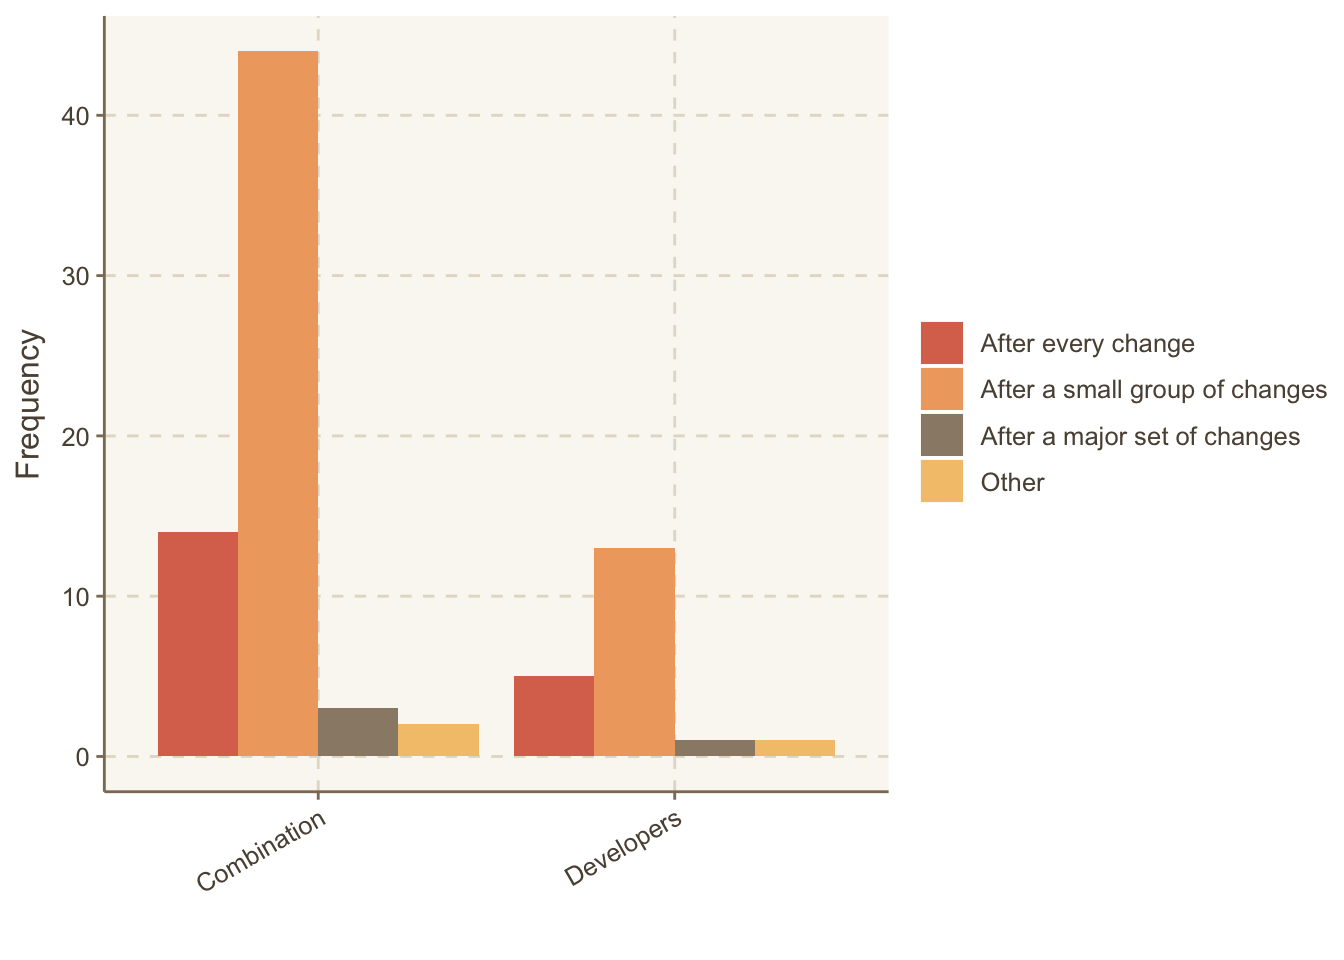 Frequency
40
30
20
10
0
Combination
Developers
After every change
After a small group of changes
After a major set of changes
Other